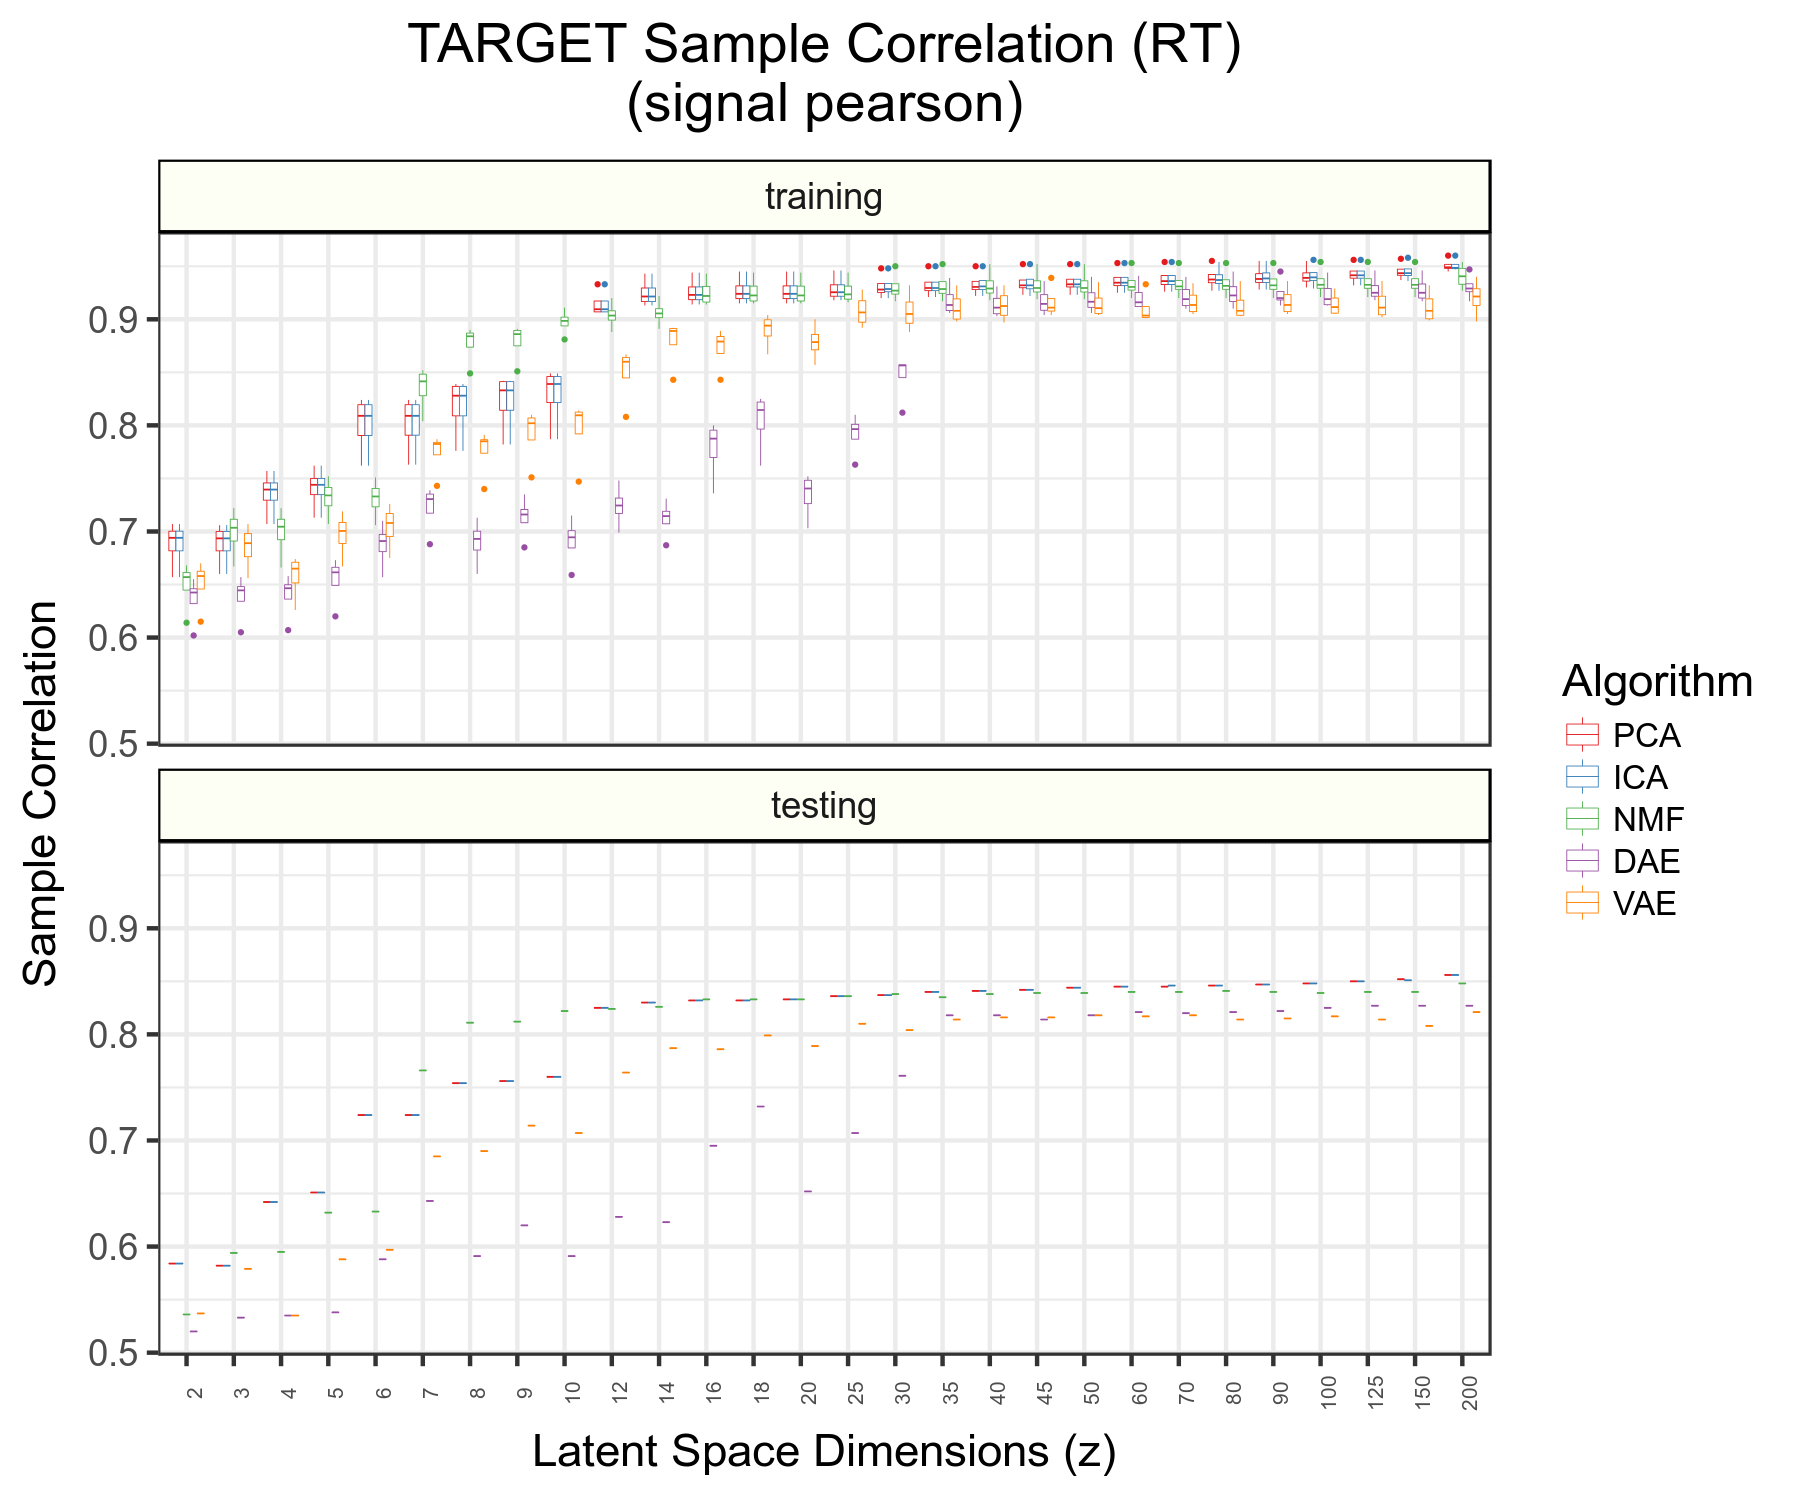 TARGET Sample Correlation (RT)
(signal pearson)
training
0.9
0.8
0.7
0.6
0.5
testing
0.9
0.8
0.7
0.6
0.5
Sample Correlation
2 3 4 5 6 7 8 9 10 12 14 16 18 20 25 30 35 40 45 50 60 70 80 90 100 125 150 200
Latent Space Dimensions (z)
Algorithm
PCA
ICA
NMF
DAE
VAE